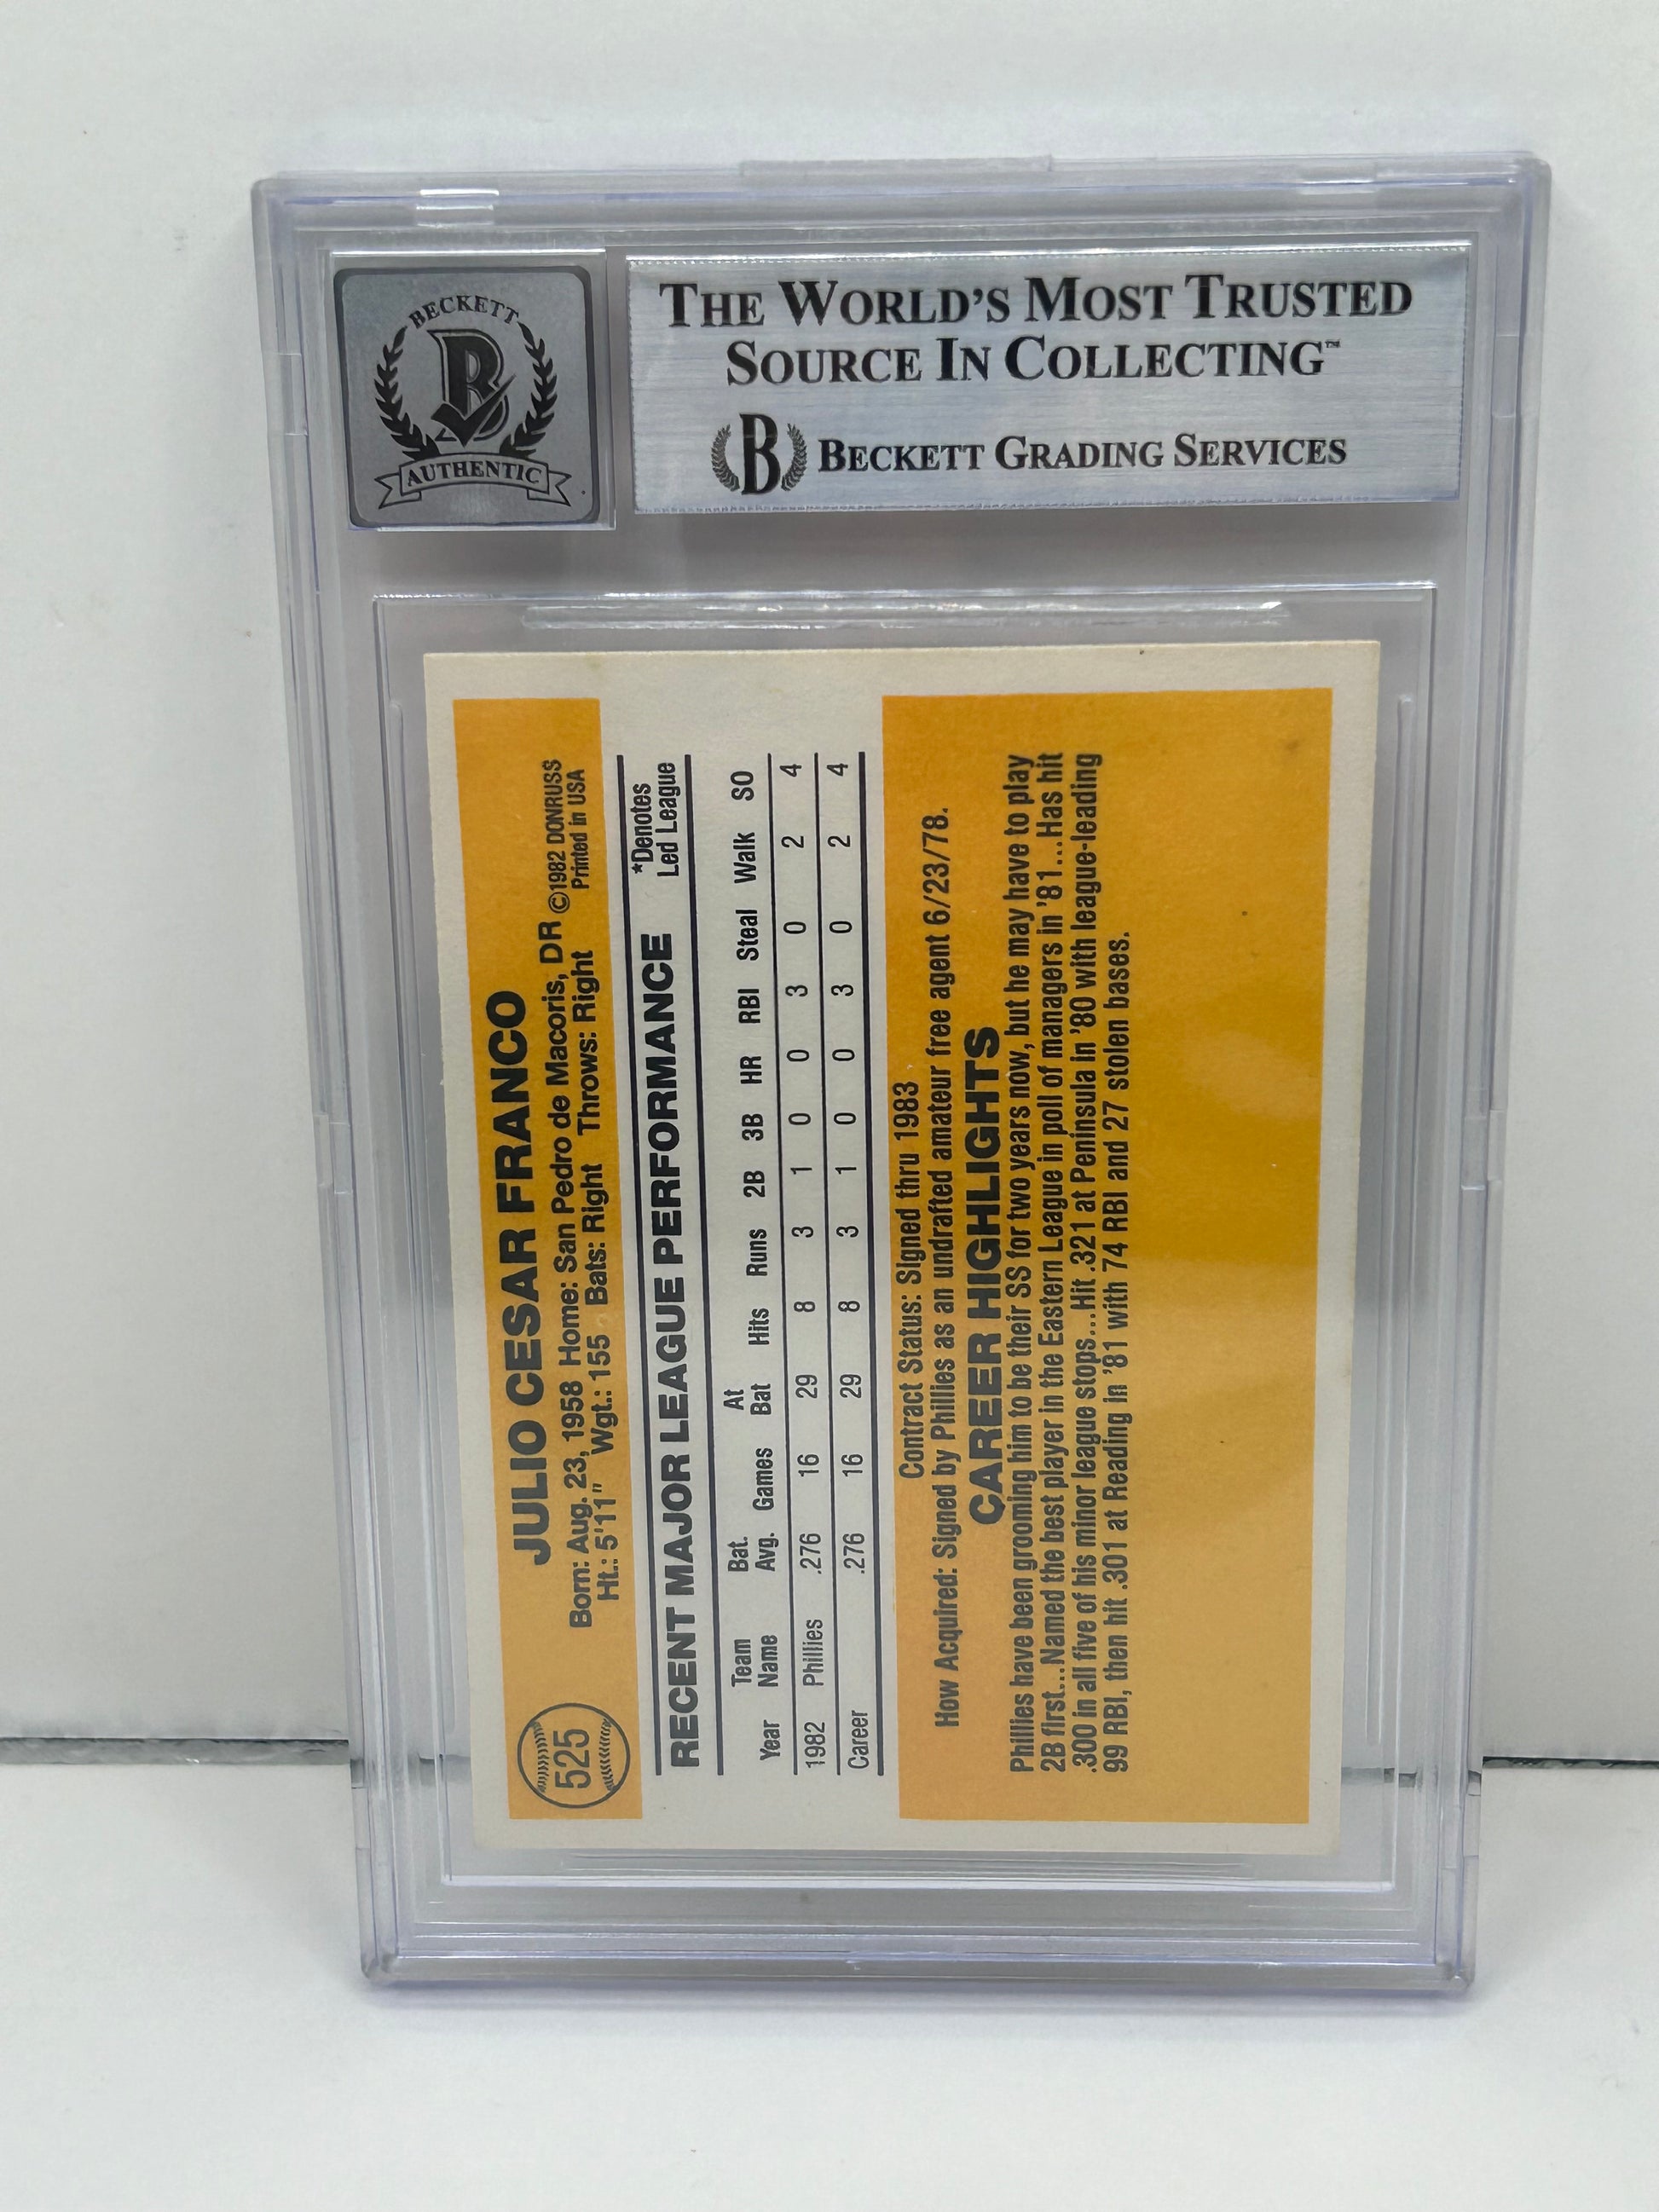 BECKETT
B
AUTHENTIC
THE WORLD'S MOST TRUSTED
SOURCE IN COLLECTING™
B BECKETT GRADING SERVICES
525
JULIO CESAR FRANCO
Born: Aug. 23, 1958 Home: San Pedro de Macoris, DR ©1982 DONRUSS
Ht.: 5'11" Wgt.: 155 Bats: Right Throws: Right Printed in USA
RECENT MAJOR LEAGUE PERFORMANCE *Denotes
Led League
Year Team Name Bat. Avg. Games At Bat Hits Runs 2B 3B HR RBI Steal Walk SO
1982 Phillies .276 16 29 8 3 1 0 0 3 0 2 4
Career .276 16 29 8 3 1 0 0 3 0 2 4
Contract Status: Signed thru 1983
How Acquired: Signed by Phillies as an undrafted amateur free agent 6/23/78.
CAREER HIGHLIGHTS
Phillies have been grooming him to be their SS for two years now, but he may have to play
2B first...Named the best player in the Eastern League in poll of managers in '81...Has hit
.300 in all five of his minor league stops...Hit .321 at Peninsula in '80 with league-leading
99 RBI, then hit .301 at Reading in '81 with 74 RBI and 27 stolen bases.